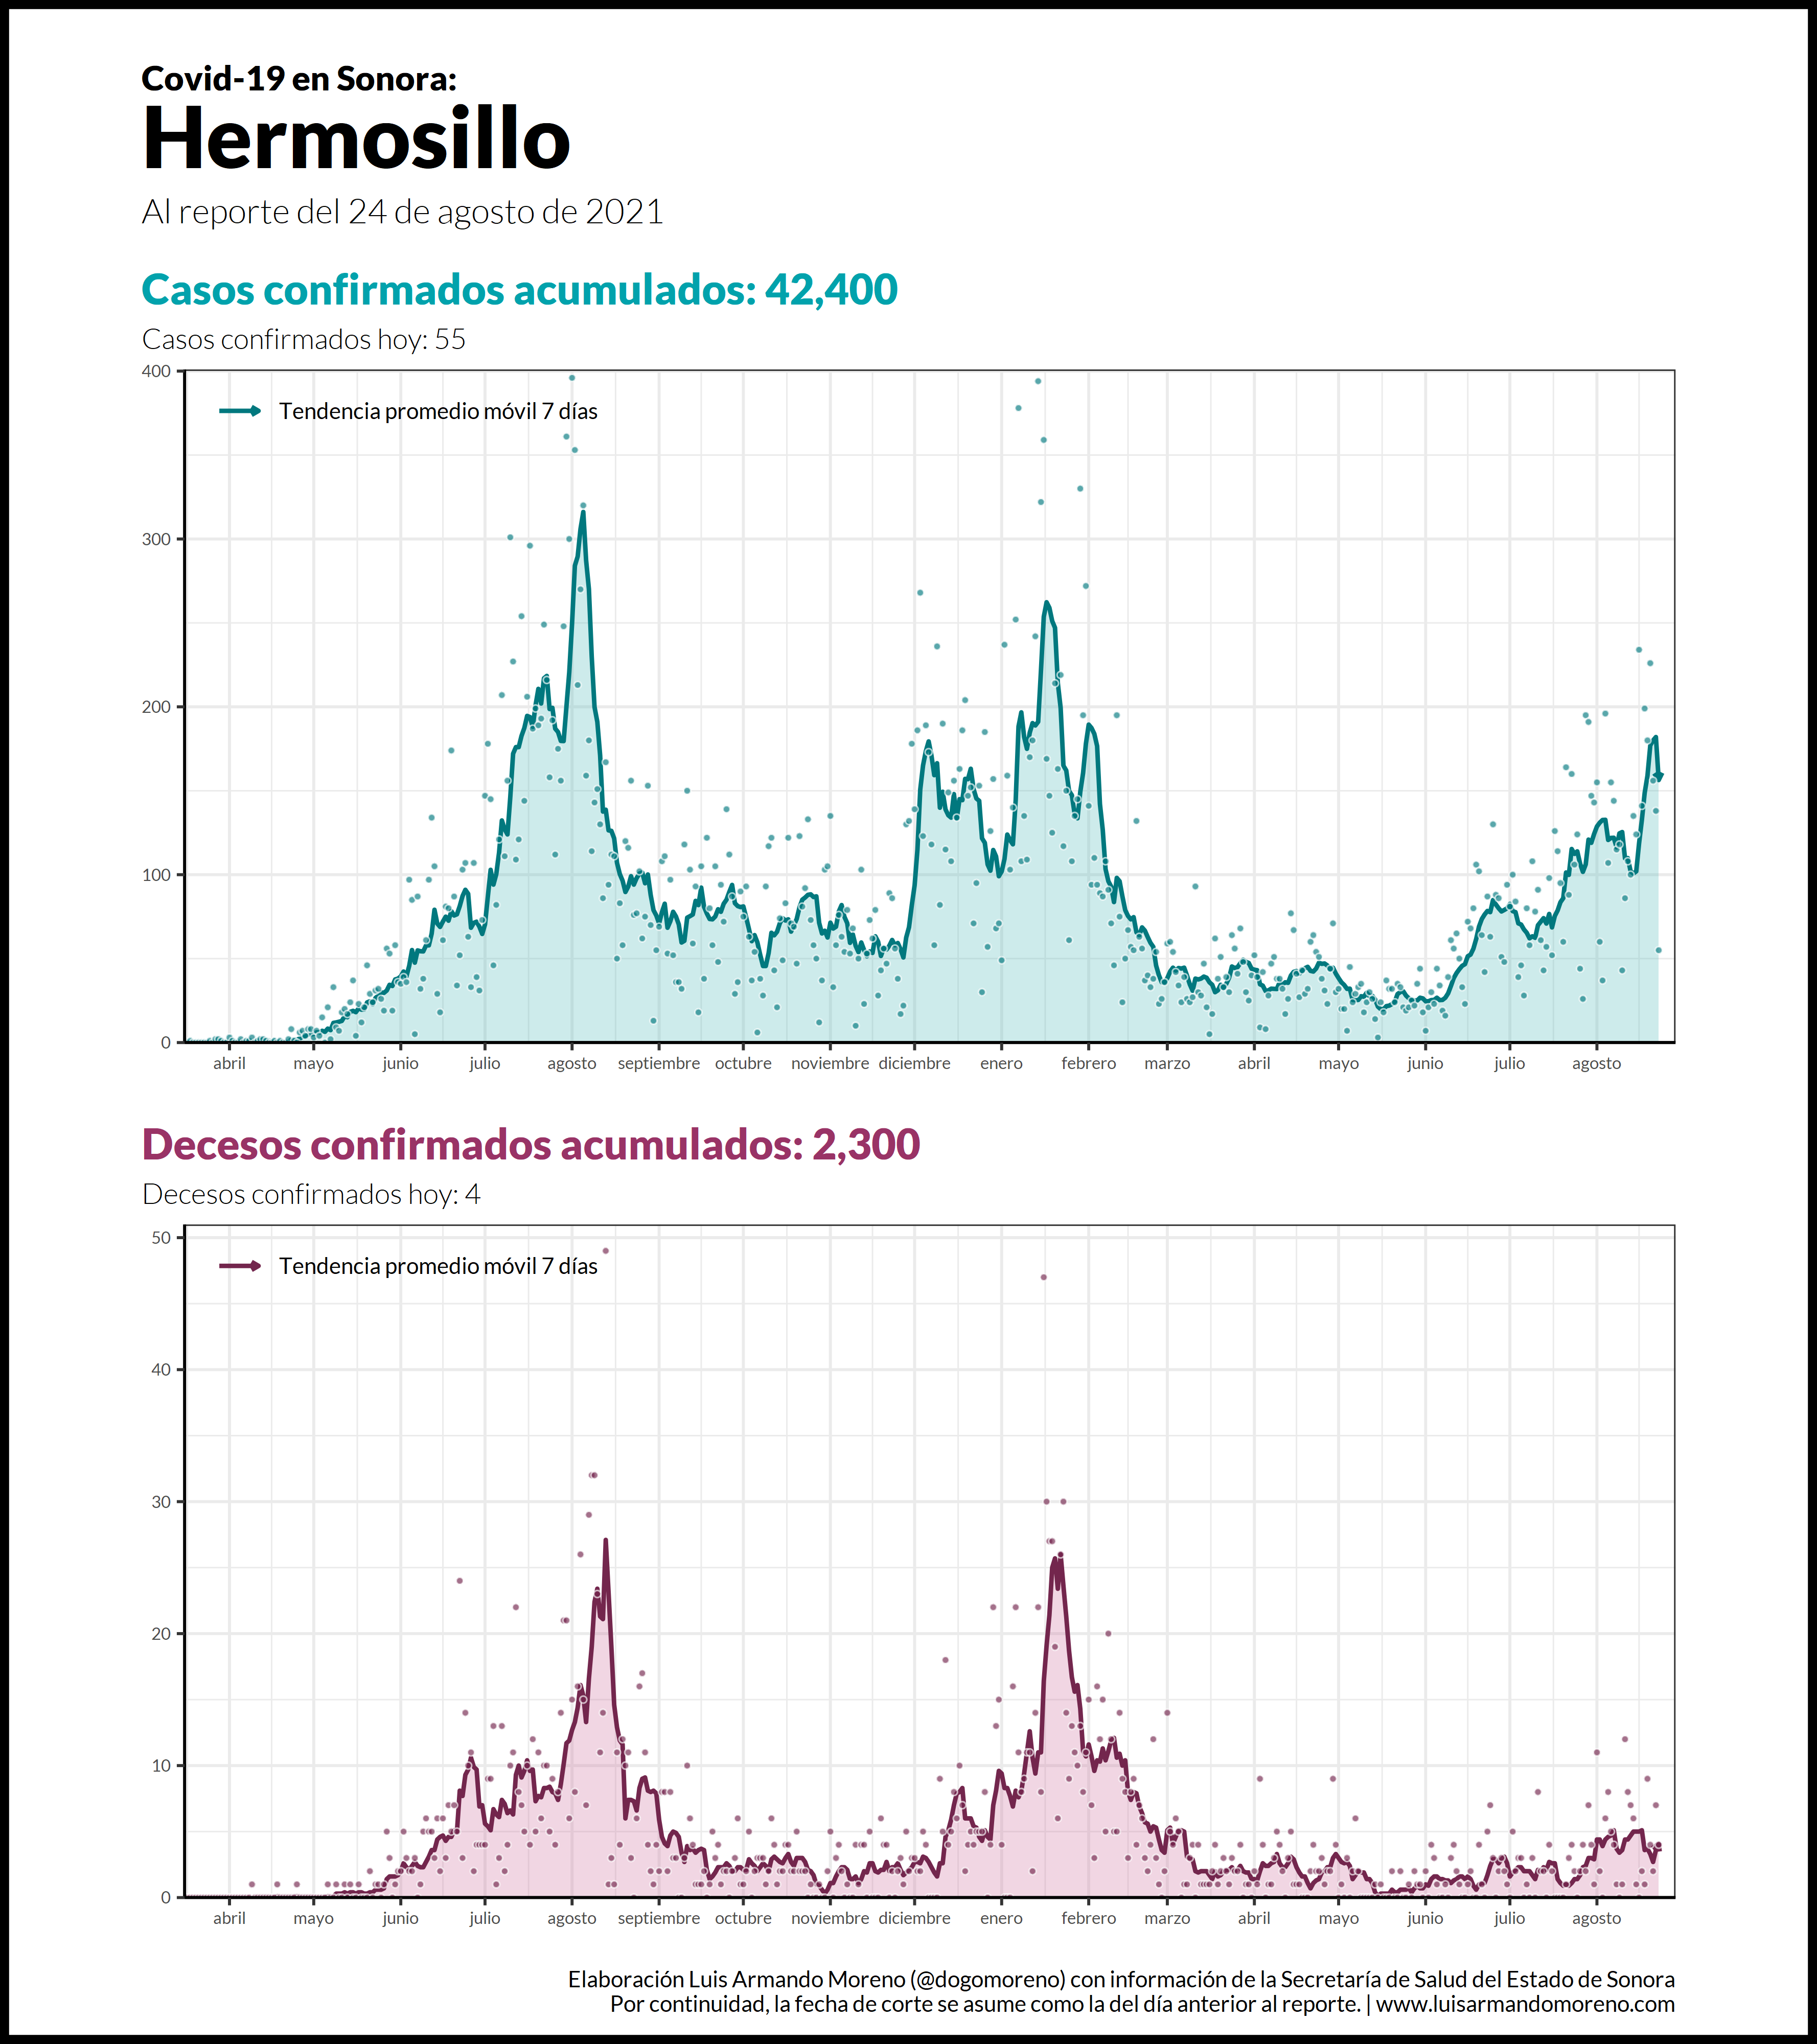 Covid-19 en Sonora:
Hermosillo
Al reporte del 24 de agosto de 2021
Casos confirmados acumulados: 42,400
Casos confirmados hoy: 55
400
Tendencia promedio móvil 7 días
300
200
100
0
abril mayo junio julio agosto septiembre octubre noviembre diciembre enero febrero marzo abril mayo junio julio agosto
Decesos confirmados acumulados: 2,300
Decesos confirmados hoy: 4
50
Tendencia promedio móvil 7 días
40
30
20
10
0
abril mayo junio julio agosto septiembre octubre noviembre diciembre enero febrero marzo abril mayo junio julio agosto
Elaboración Luis Armando Moreno (@dogomoreno) con información de la Secretaría de Salud del Estado de Sonora
Por continuidad, la fecha de corte se asume como la del día anterior al reporte. | www.luisarmandomoreno.com